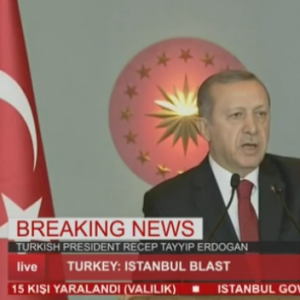 BREAKING NEWS
TURKISH PRESIDENT RECEP TAYYIP ERDOGAN
live
TURKEY: ISTANBUL BLAST
15 KIŞI YARALANDI (VALILIK)
ISTANBUL GOV